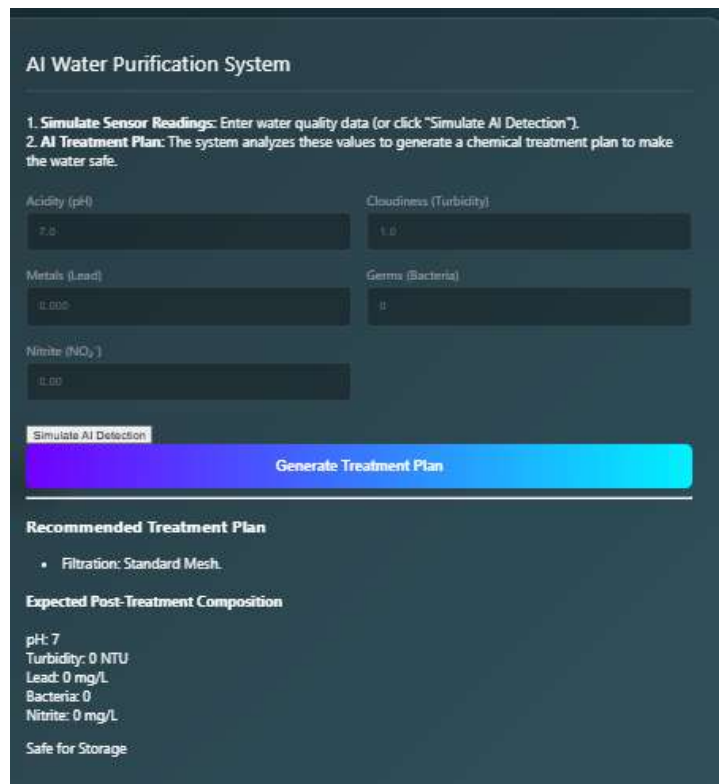 AI Water Purification System
1. Simulate Sensor Readings: Enter water quality data (or click "Simulate AI Detection").
2. AI Treatment Plan: The system analyzes these values to generate a chemical treatment plan to make
the water safe.
Acidity (pH)
Cloudiness (Turbidity)
7.0
1.0
Metals (Lead)
Germs (Bacteria)
0.000
0
Nitrite (NO₂⁻)
0.00
Simulate AI Detection
Generate Treatment Plan
Recommended Treatment Plan
• Filtration: Standard Mesh.
Expected Post-Treatment Composition
pH: 7
Turbidity: 0 NTU
Lead: 0 mg/L
Bacteria: 0
Nitrite: 0 mg/L
Safe for Storage